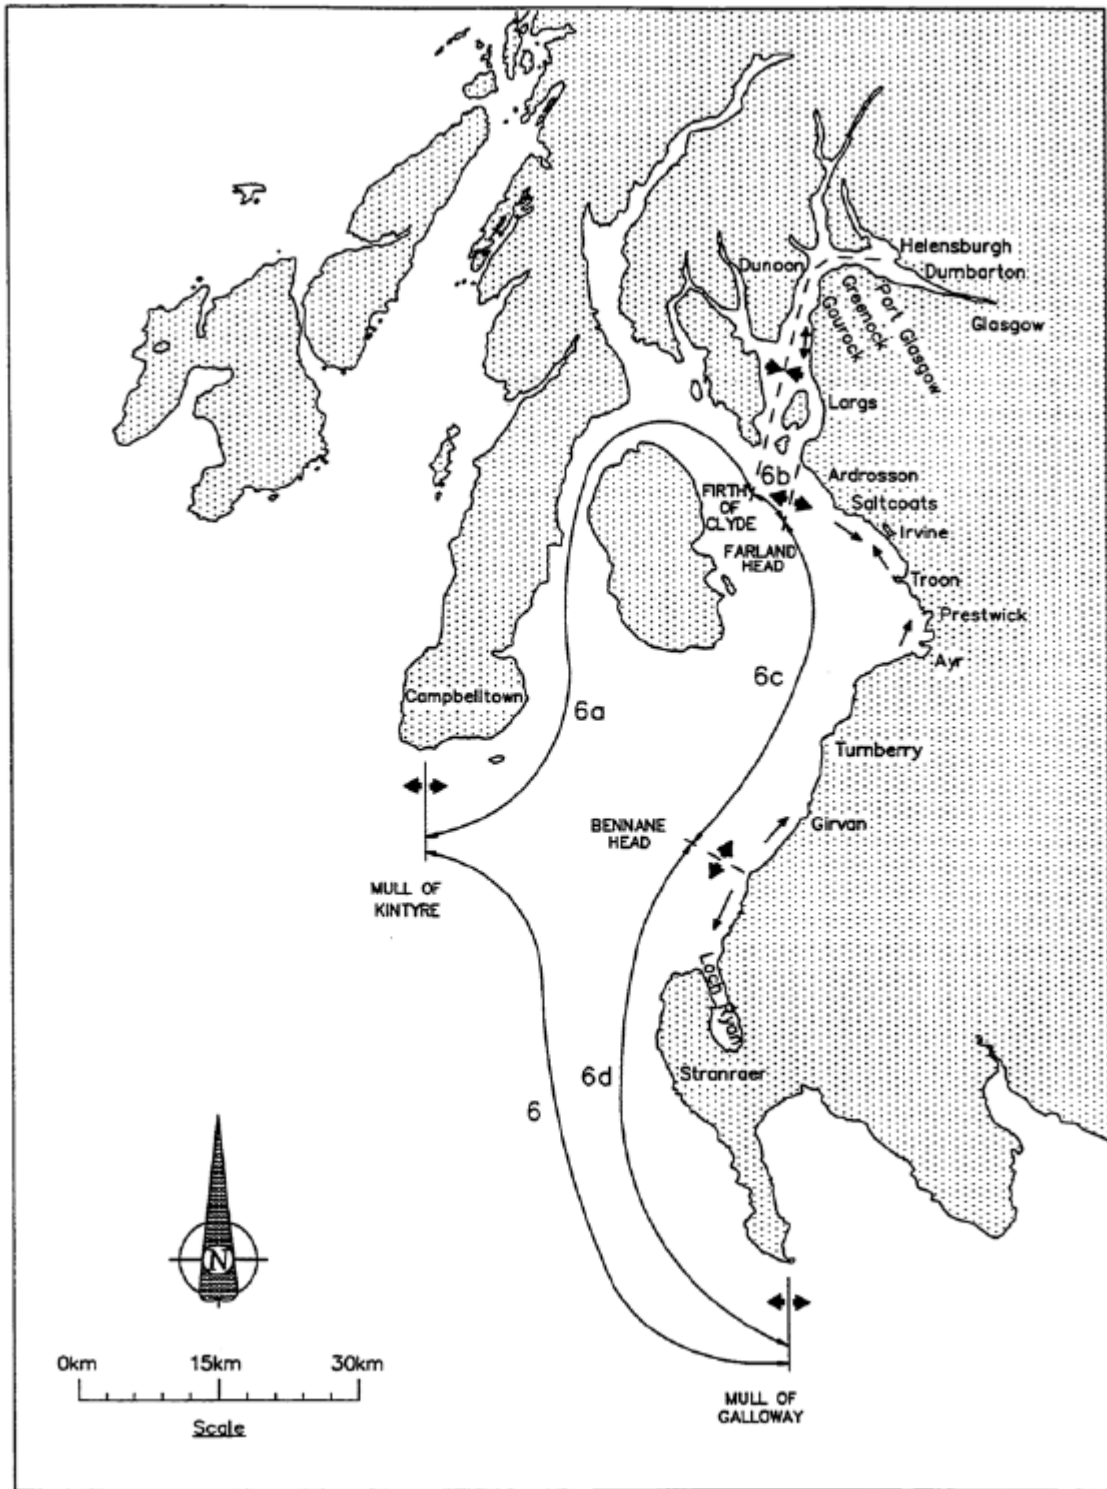 Helensburgh
Dunoon
Dumbarton
Port Glasgow
Greenock
Gourock
Glasgow
Largs
6b
Ardrosson
Saltcoats
FIRTHY
OF
CLYDE
Irvine
FARLAND
HEAD
Troon
Prestwick
Ayr
6c
Campbelltown
6a
Turnberry
BENNANE
HEAD
Girvan
MULL OF
KINTYRE
Loch Ryan
Stranraer
6d
6
N
0km 15km 30km
Scale
MULL OF
GALLOWAY